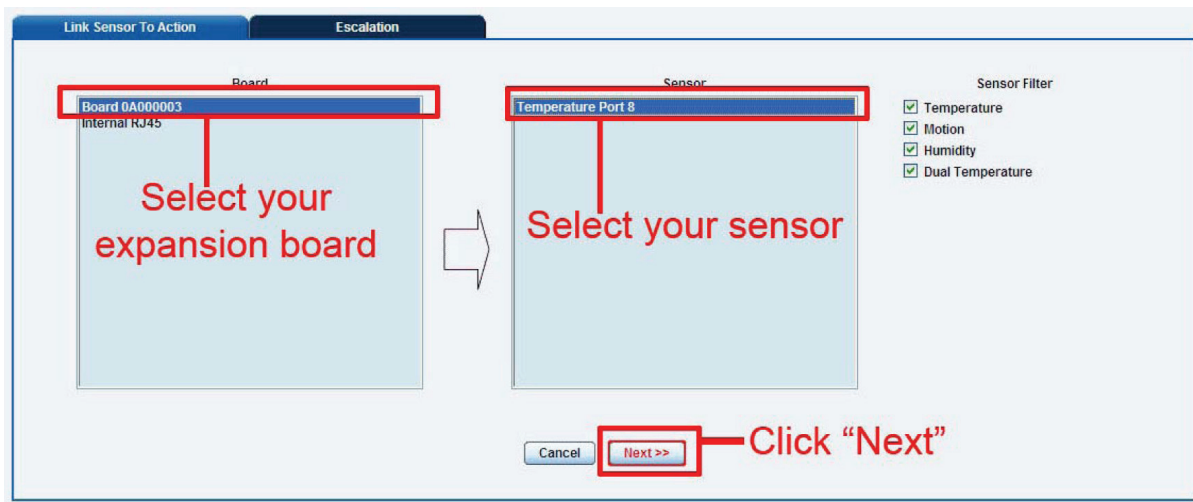 Link Sensor To Action
Escalation
Board
Sensor
Sensor Filter
Board 0A000003
Internal RJ45
Temperature Port 8
Temperature
Motion
Humidity
Dual Temperature
Select your
expansion board
Select your sensor
Cancel
Next >>
Click “Next”